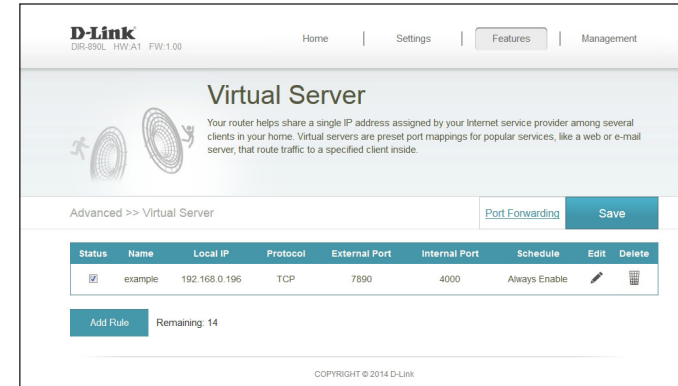 D-Link
DIR-890L HW:A1 FW:1.00
Home | Settings | Features | Management
Virtual Server
Your router helps share a single IP address assigned by your Internet service provider among several
clients in your home. Virtual servers are preset port mappings for popular services, like a web or e-mail
server, that route traffic to a specified client inside.
Advanced >> Virtual Server Port Forwarding Save
Status Name Local IP Protocol External Port Internal Port Schedule Edit Delete
example 192.168.0.196 TCP 7890 4000 Always Enable
Add Rule Remaining: 14
COPYRIGHT © 2014 D-Link